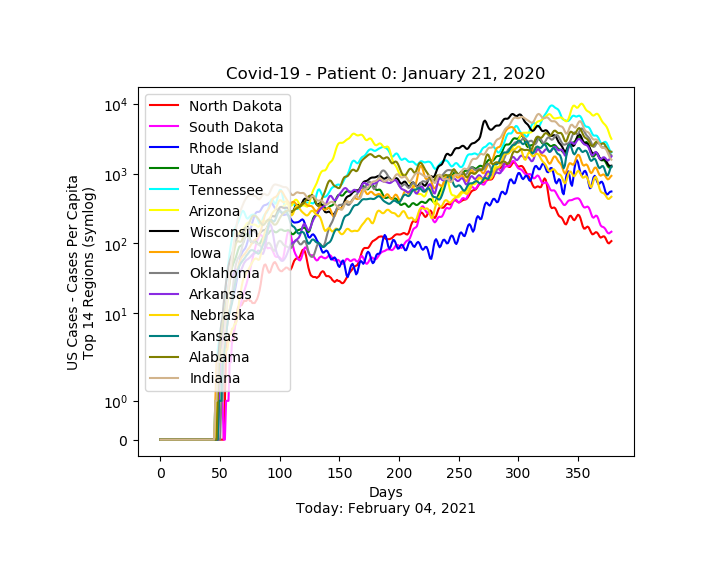 Covid-19 - Patient 0: January 21, 2020
US Cases - Cases Per Capita
Top 14 Regions (symlog)
10^4
10^3
10^2
10^1
10^0
0
North Dakota
South Dakota
Rhode Island
Utah
Tennessee
Arizona
Wisconsin
Iowa
Oklahoma
Arkansas
Nebraska
Kansas
Alabama
Indiana
0 50 100 150 200 250 300 350
Days
Today: February 04, 2021